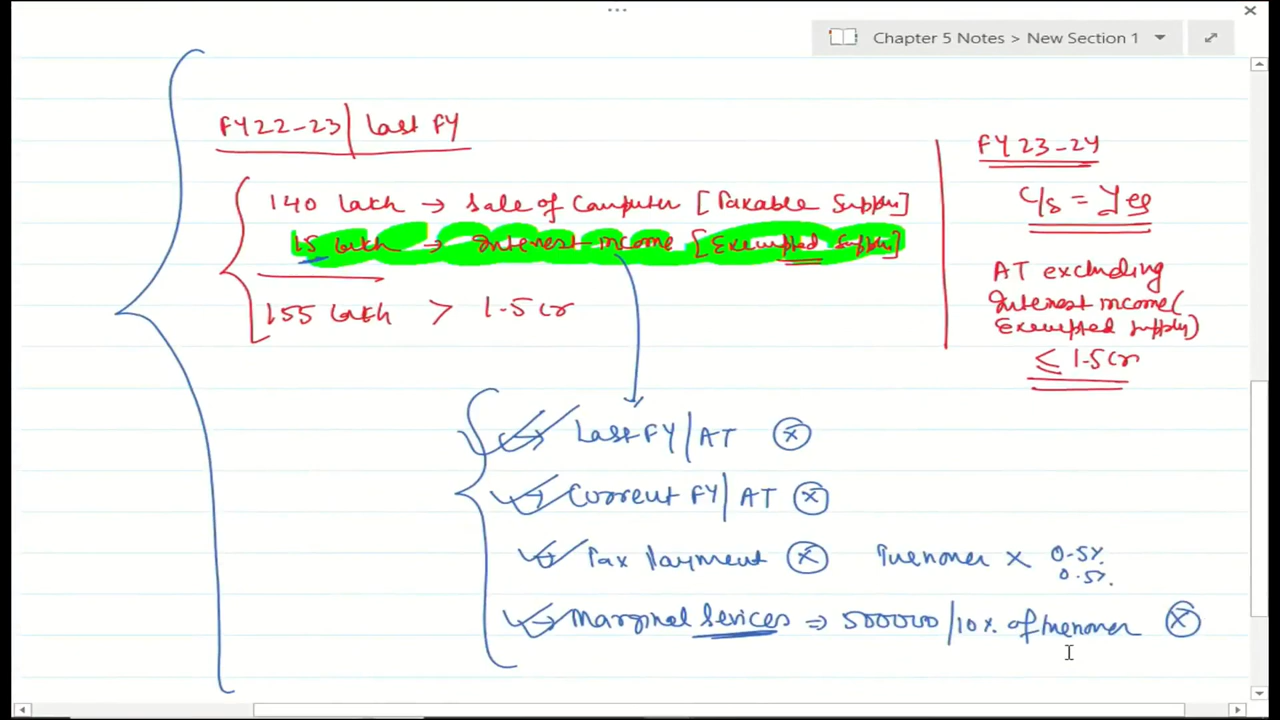 Chapter 5 Notes > New Section 1
FY 22-23 | last FY
140 lakh → Sale of Computer [Taxable Supply]
15 lakh → Interest income [Exempted Supply]
155 lakh > 1.5 cr
FY 23-24
C/S = Yes
AT excluding
Interest income (
Exempted supply)
≤ 1.5 cr
→ Last FY | AT ⓧ
→ Current FY | AT ⓧ
→ Tax Payment ⓧ Turnover × 0.5%
0.5%.
→ Marginal Sevices ⇒ 500000 | 10% of turnover ⓧ